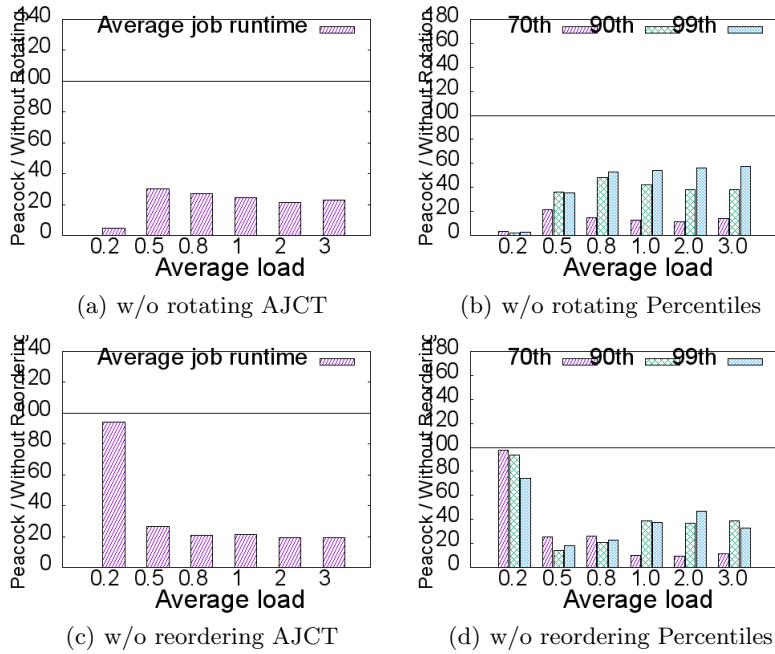 140
120
100
80
60
40
20
0
Peacock / Without Rotating
Average job runtime
0.2 0.5 0.8 1 2 3
Average load
(a) w/o rotating AJCT
180
160
140
120
100
80
60
40
20
0
Peacock / Without Rotation
70th 90th 99th
0.2 0.5 0.8 1.0 2.0 3.0
Average load
(b) w/o rotating Percentiles
140
120
100
80
60
40
20
0
Peacock / Without Reordering
Average job runtime
0.2 0.5 0.8 1 2 3
Average load
(c) w/o reordering AJCT
180
160
140
120
100
80
60
40
20
0
Peacock / Without Reordering
70th 90th 99th
0.2 0.5 0.8 1.0 2.0 3.0
Average load
(d) w/o reordering Percentiles